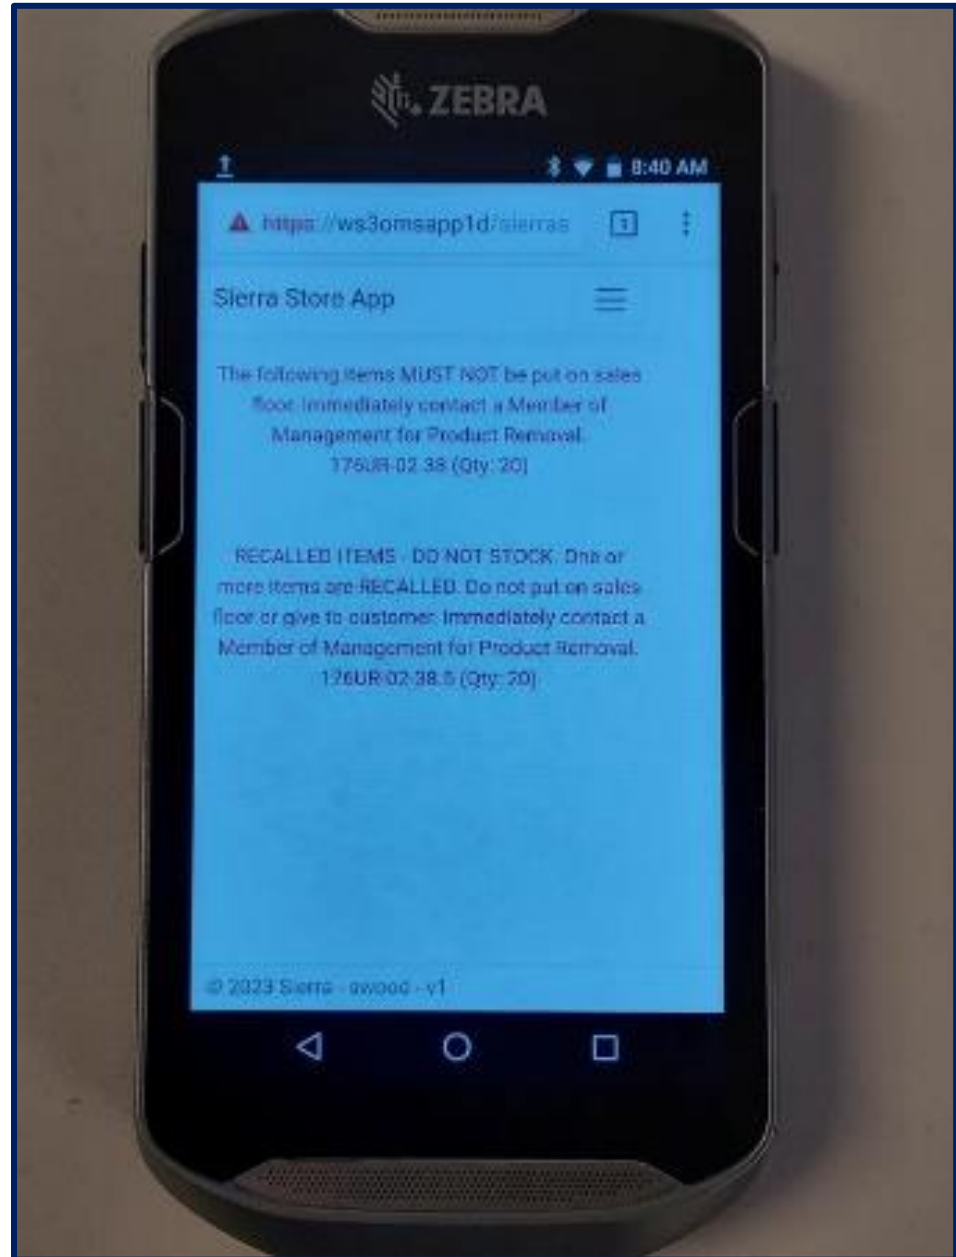 ZEBRA
8:40 AM
https://ws3omsapp1d/sierras
1
Sierra Store App
The following items MUST NOT be put on sales
floor. Immediately contact a Member of
Management for Product Removal.
176UR-02-38 (Qty: 20)
RECALLED ITEMS - DO NOT STOCK. One or
more items are RECALLED. Do not put on sales
floor or give to customer. Immediately contact a
Member of Management for Product Removal.
176UR-02-38.5 (Qty: 20)
© 2023 Sierra - swood - v1